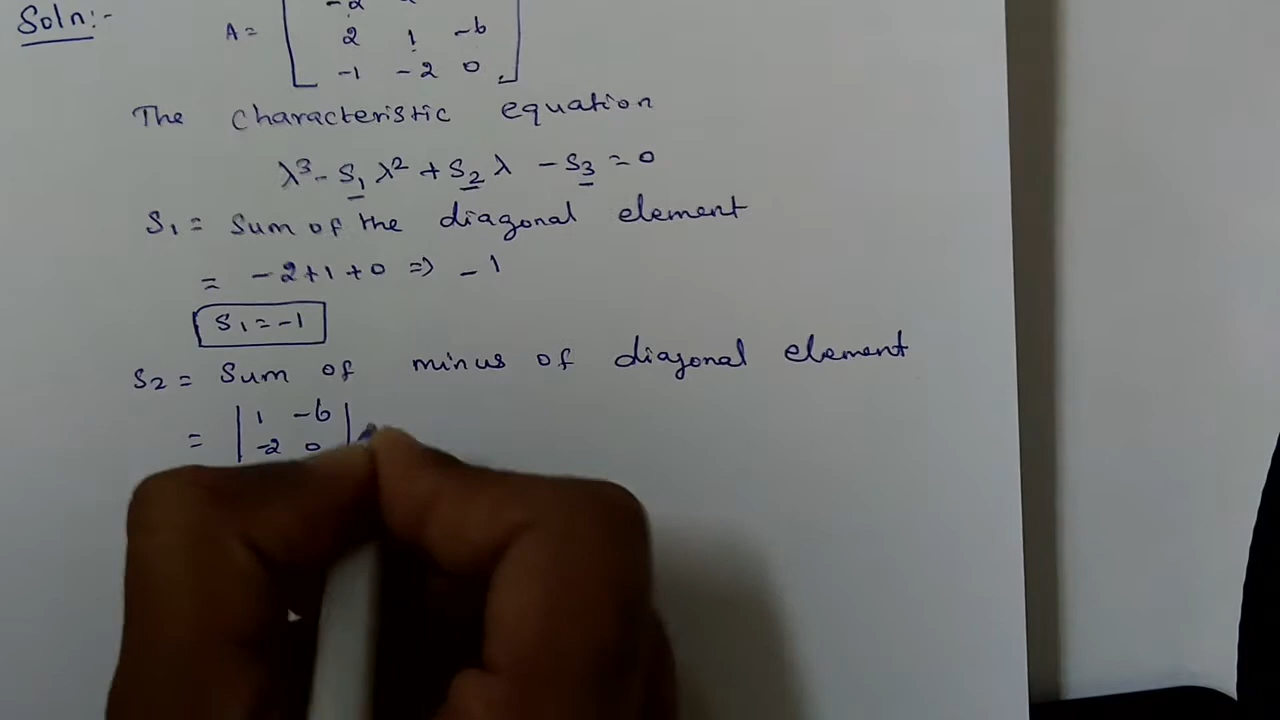 Soln:-
-2
A = 2 1 -6
-1 -2 0
The characteristic equation
λ³ - S₁ λ² + S₂ λ - S₃ = 0
S₁ = Sum of the diagonal element
= -2+1+0 => -1
S₁ = -1
S₂ = Sum of minus of diagonal element
= | 1 -6 |
| -2 0 |